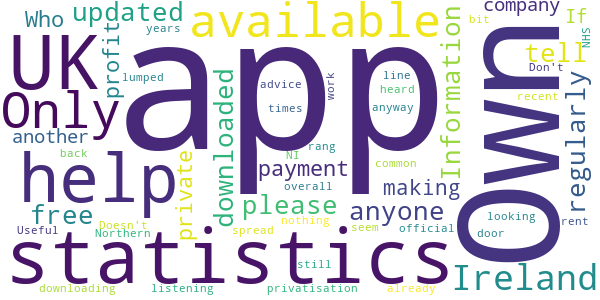 Who updated available company If
years profit tell bit NHS
UK app own Information
lumped advice work line heard Don't
Only downloaded times anyway recent regularly
another rang
back NI payment common
help private overall making
free please anyone looking
Useful Doesn't nothing official door rent
Northern spread seem
statistics still Ireland
downloading listening privatisation already